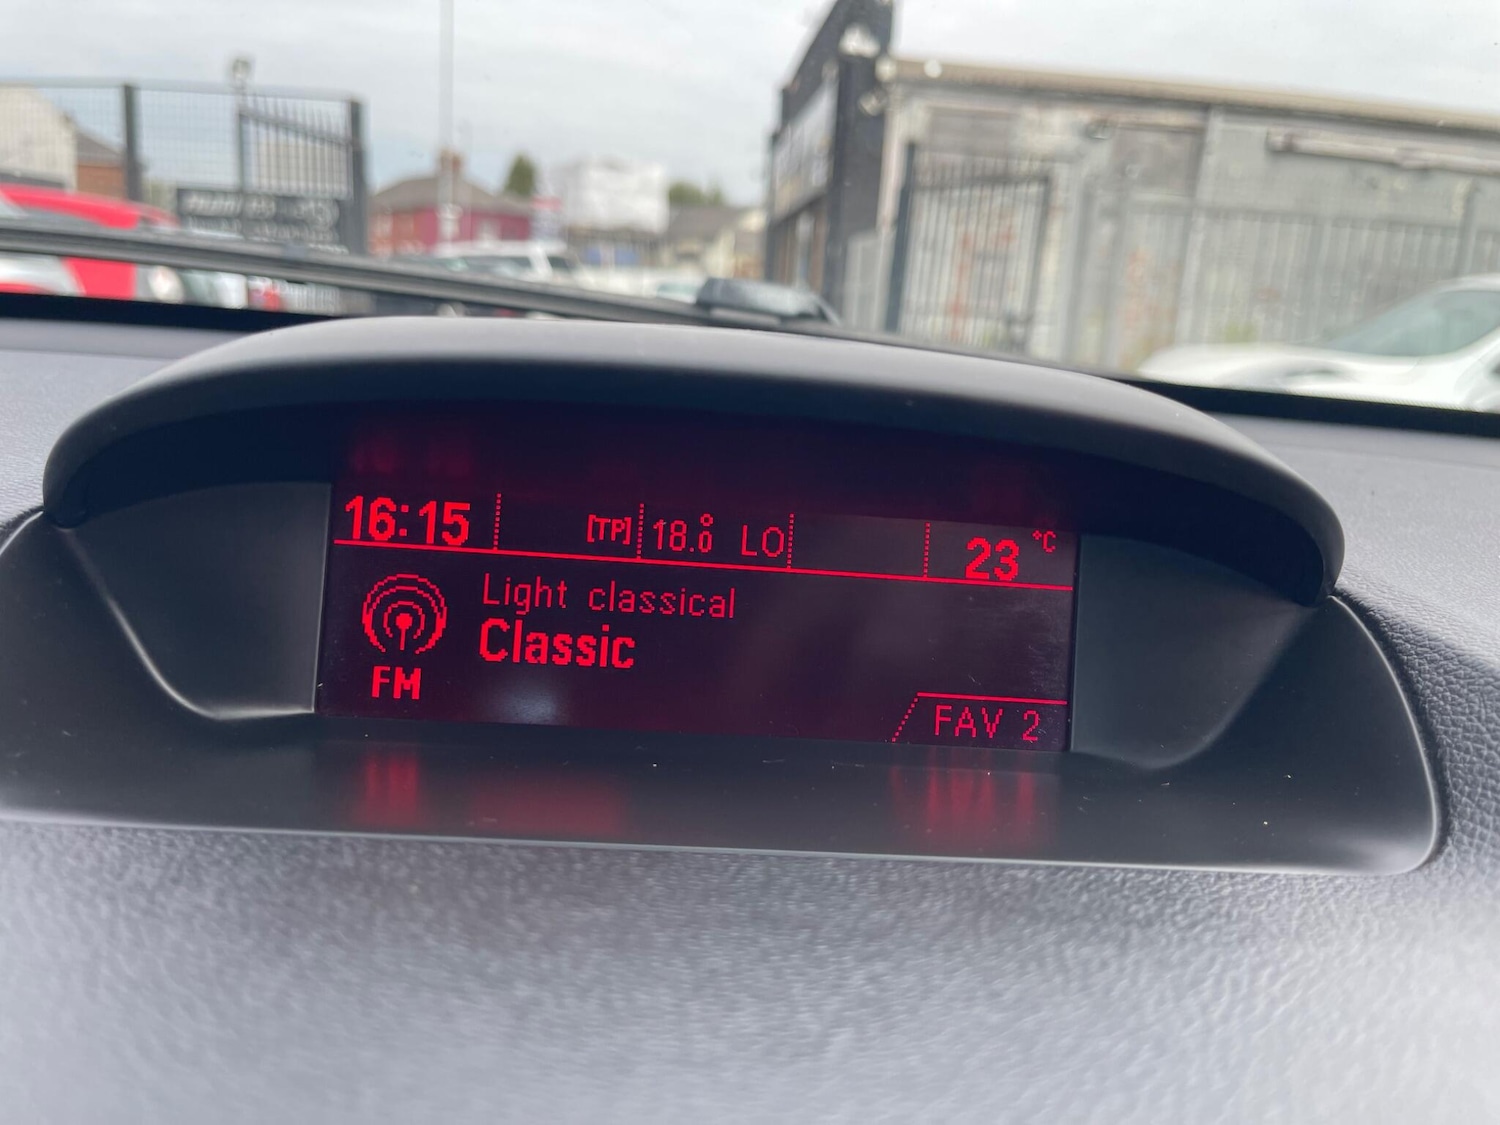 16:15 [TP] 18.0° LO 23 °C
Light classical
Classic
FM
FAV 2